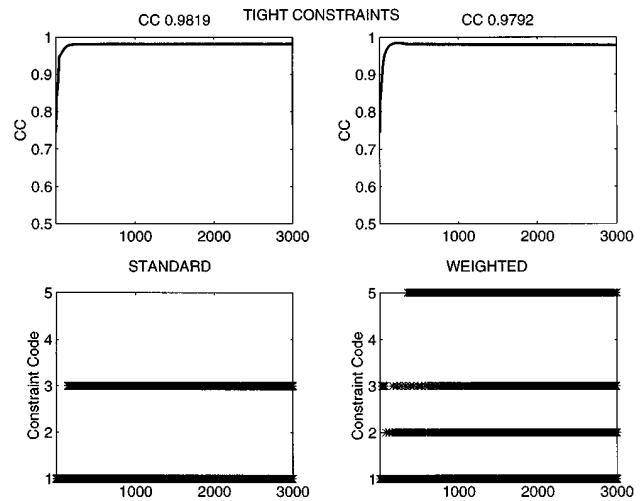 TIGHT CONSTRAINTS
CC 0.9819
CC 0.9792
1
0.9
0.8
0.7
0.6
0.5
CC
1000 2000 3000
1
0.9
0.8
0.7
0.6
0.5
CC
1000 2000 3000
STANDARD
WEIGHTED
5
4
3
2
1
Constraint Code
1000 2000 3000
5
4
3
2
1
Constraint Code
1000 2000 3000